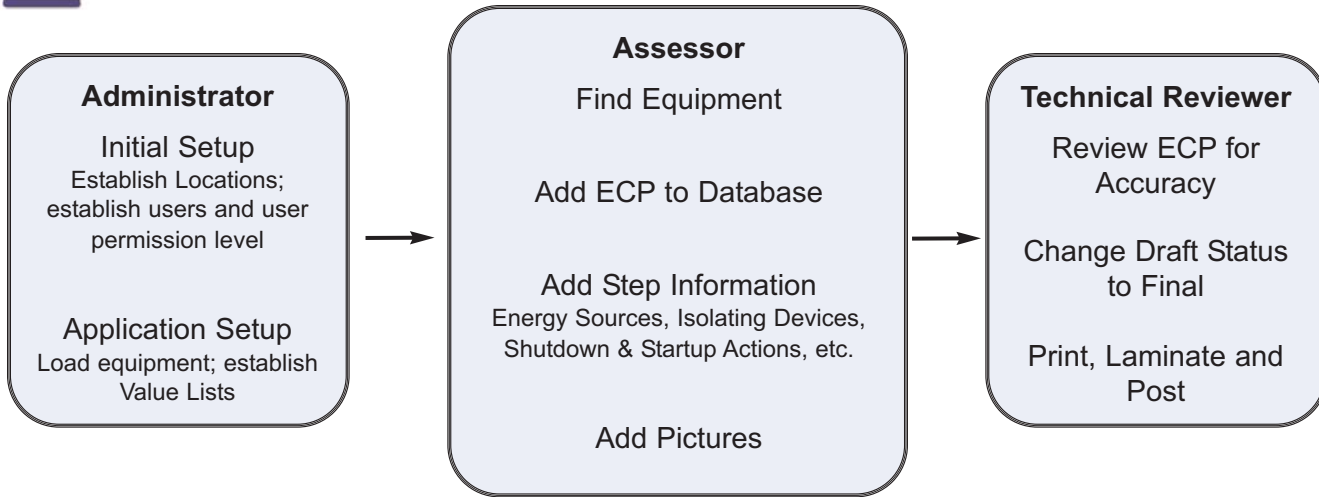 Administrator
Initial Setup
Establish Locations;
establish users and user
permission level
Application Setup
Load equipment; establish
Value Lists
Assessor
Find Equipment
Add ECP to Database
Add Step Information
Energy Sources, Isolating Devices,
Shutdown & Startup Actions, etc.
Add Pictures
Technical Reviewer
Review ECP for
Accuracy
Change Draft Status
to Final
Print, Laminate and
Post